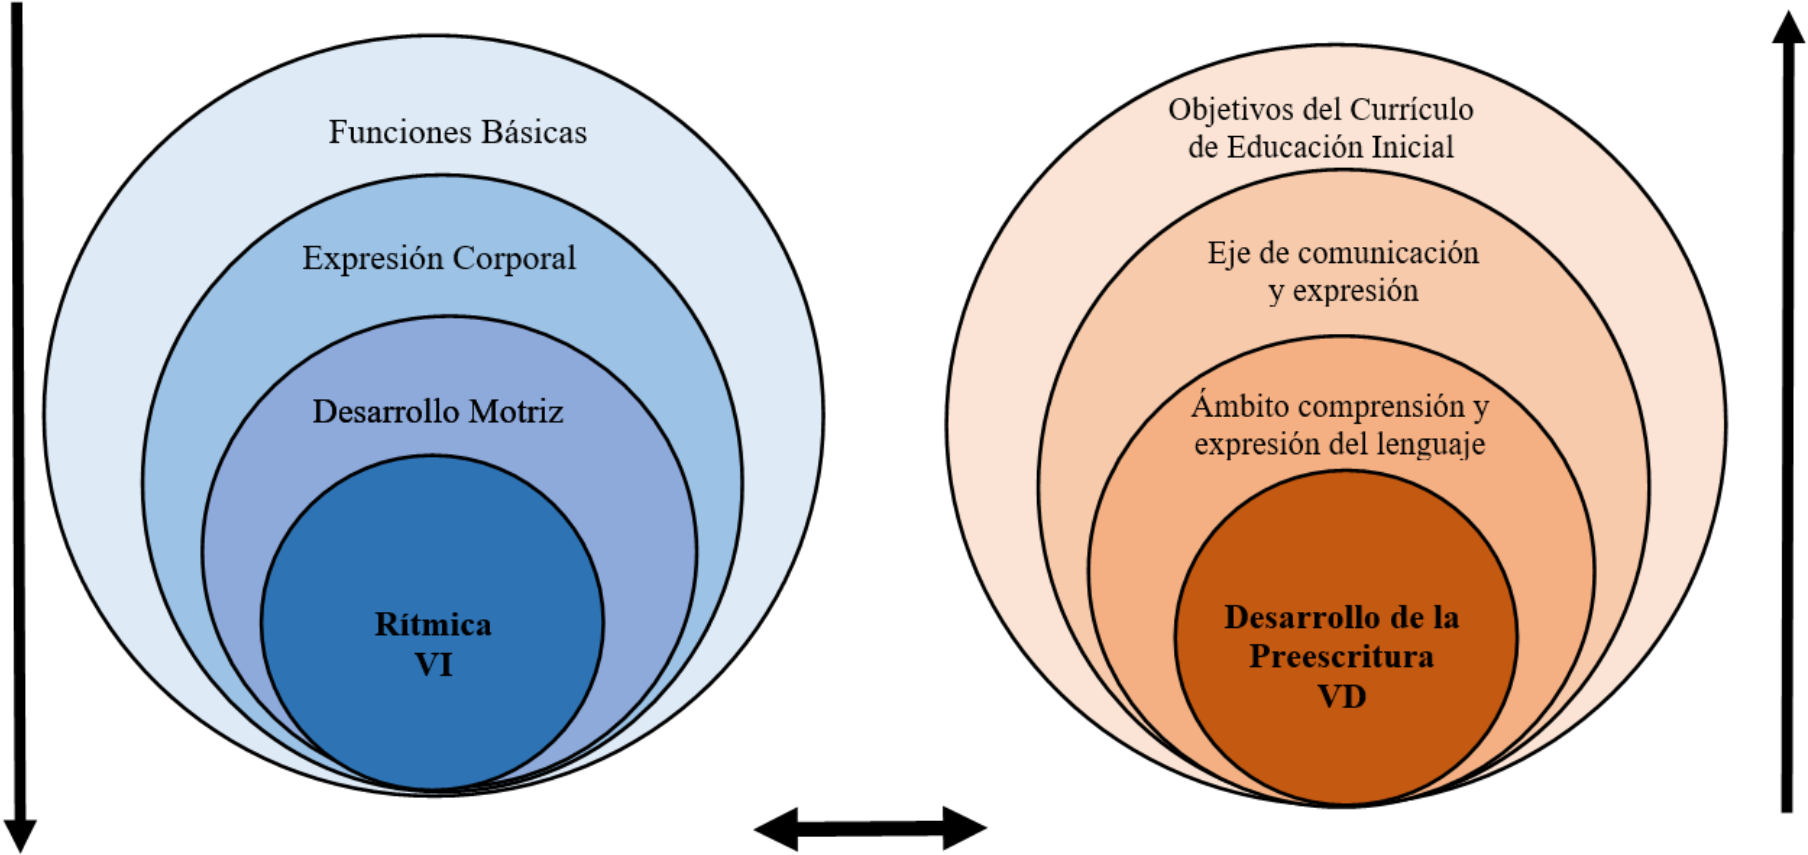 Funciones Básicas
Expresión Corporal
Desarrollo Motriz
Rítmica
VI
Objetivos del Currículo
de Educación Inicial
Eje de comunicación
y expresión
Ámbito comprensión y
expresión del lenguaje
Desarrollo de la
Preescritura
VD